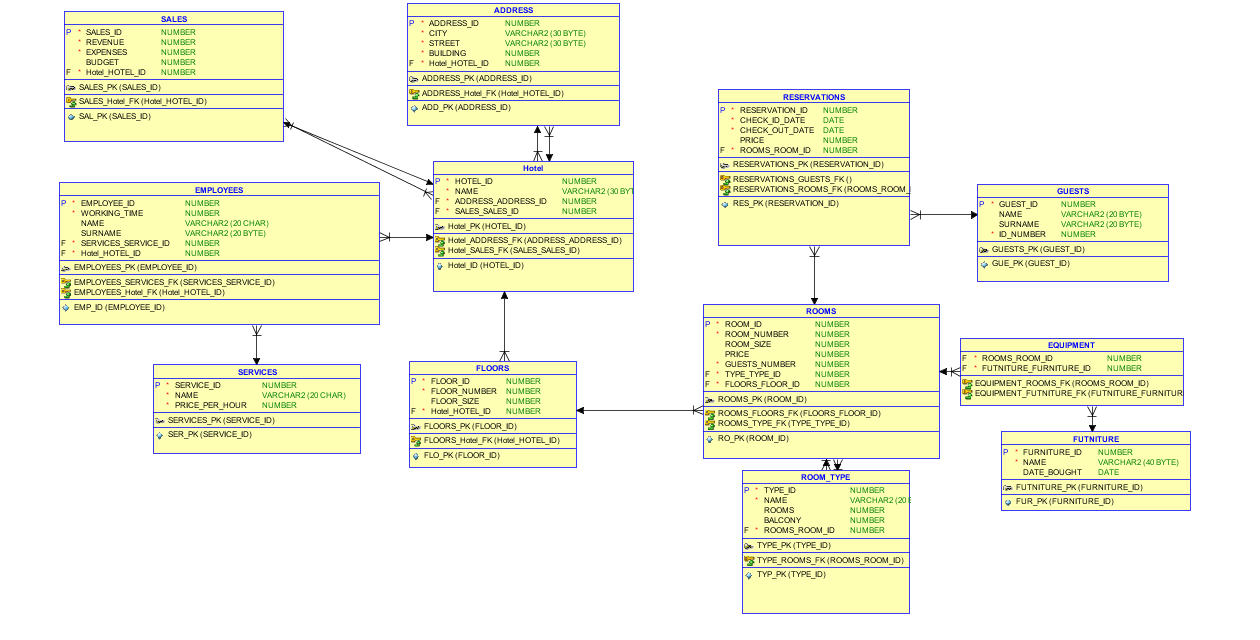 SALES
P * SALES_ID NUMBER
* REVENUE NUMBER
* EXPENSES NUMBER
BUDGET NUMBER
F * Hotel_HOTEL_ID NUMBER
SALES_PK (SALES_ID)
SALES_Hotel_FK (Hotel_HOTEL_ID)
SAL_PK (SALES_ID)
ADDRESS
P * ADDRESS_ID NUMBER
* CITY VARCHAR2 (30 BYTE)
* STREET VARCHAR2 (30 BYTE)
* BUILDING NUMBER
F * Hotel_HOTEL_ID NUMBER
ADDRESS_PK (ADDRESS_ID)
ADDRESS_Hotel_FK (Hotel_HOTEL_ID)
ADD_PK (ADDRESS_ID)
RESERVATIONS
P * RESERVATION_ID NUMBER
* CHECK_ID_DATE DATE
* CHECK_OUT_DATE DATE
PRICE NUMBER
F * ROOMS_ROOM_ID NUMBER
RESERVATIONS_PK (RESERVATION_ID)
RESERVATIONS_GUESTS_FK ()
RESERVATIONS_ROOMS_FK (ROOMS_ROOM_I
RES_PK (RESERVATION_ID)
Hotel
P * HOTEL_ID NUMBER
* NAME VARCHAR2 (30 BYT
F * ADDRESS_ADDRESS_ID NUMBER
F * SALES_SALES_ID NUMBER
Hotel_PK (HOTEL_ID)
Hotel_ADDRESS_FK (ADDRESS_ADDRESS_ID)
Hotel_SALES_FK (SALES_SALES_ID)
Hotel_ID (HOTEL_ID)
EMPLOYEES
P * EMPLOYEE_ID NUMBER
* WORKING_TIME NUMBER
NAME VARCHAR2 (20 CHAR)
SURNAME VARCHAR2 (20 BYTE)
F * SERVICES_SERVICE_ID NUMBER
F * Hotel_HOTEL_ID NUMBER
EMPLOYEES_PK (EMPLOYEE_ID)
EMPLOYEES_SERVICES_FK (SERVICES_SERVICE_ID)
EMPLOYEES_Hotel_FK (Hotel_HOTEL_ID)
EMP_ID (EMPLOYEE_ID)
GUESTS
P * GUEST_ID NUMBER
NAME VARCHAR2 (20 BYTE)
SURNAME VARCHAR2 (20 BYTE)
* ID_NUMBER NUMBER
GUESTS_PK (GUEST_ID)
GUE_PK (GUEST_ID)
ROOMS
P * ROOM_ID NUMBER
* ROOM_NUMBER NUMBER
ROOM_SIZE NUMBER
PRICE NUMBER
* GUESTS_NUMBER NUMBER
F * TYPE_TYPE_ID NUMBER
F * FLOORS_FLOOR_ID NUMBER
ROOMS_PK (ROOM_ID)
ROOMS_FLOORS_FK (FLOORS_FLOOR_ID)
ROOMS_TYPE_FK (TYPE_TYPE_ID)
RO_PK (ROOM_ID)
EQUIPMENT
F * ROOMS_ROOM_ID NUMBER
F * FUTNITURE_FURNITURE_ID NUMBER
EQUIPMENT_ROOMS_FK (ROOMS_ROOM_ID)
EQUIPMENT_FUTNITURE_FK (FUTNITURE_FURNITUR
SERVICES
P * SERVICE_ID NUMBER
* NAME VARCHAR2 (20 CHAR)
* PRICE_PER_HOUR NUMBER
SERVICES_PK (SERVICE_ID)
SER_PK (SERVICE_ID)
FLOORS
P * FLOOR_ID NUMBER
* FLOOR_NUMBER NUMBER
FLOOR_SIZE NUMBER
F * Hotel_HOTEL_ID NUMBER
FLOORS_PK (FLOOR_ID)
FLOORS_Hotel_FK (Hotel_HOTEL_ID)
FLO_PK (FLOOR_ID)
FUTNITURE
P * FURNITURE_ID NUMBER
* NAME VARCHAR2 (40 BYTE)
DATE_BOUGHT DATE
FUTNITURE_PK (FURNITURE_ID)
FUR_PK (FURNITURE_ID)
ROOM_TYPE
P * TYPE_ID NUMBER
* NAME VARCHAR2 (20
ROOMS NUMBER
BALCONY NUMBER
F * ROOMS_ROOM_ID NUMBER
TYPE_PK (TYPE_ID)
TYPE_ROOMS_FK (ROOMS_ROOM_ID)
TYP_PK (TYPE_ID)